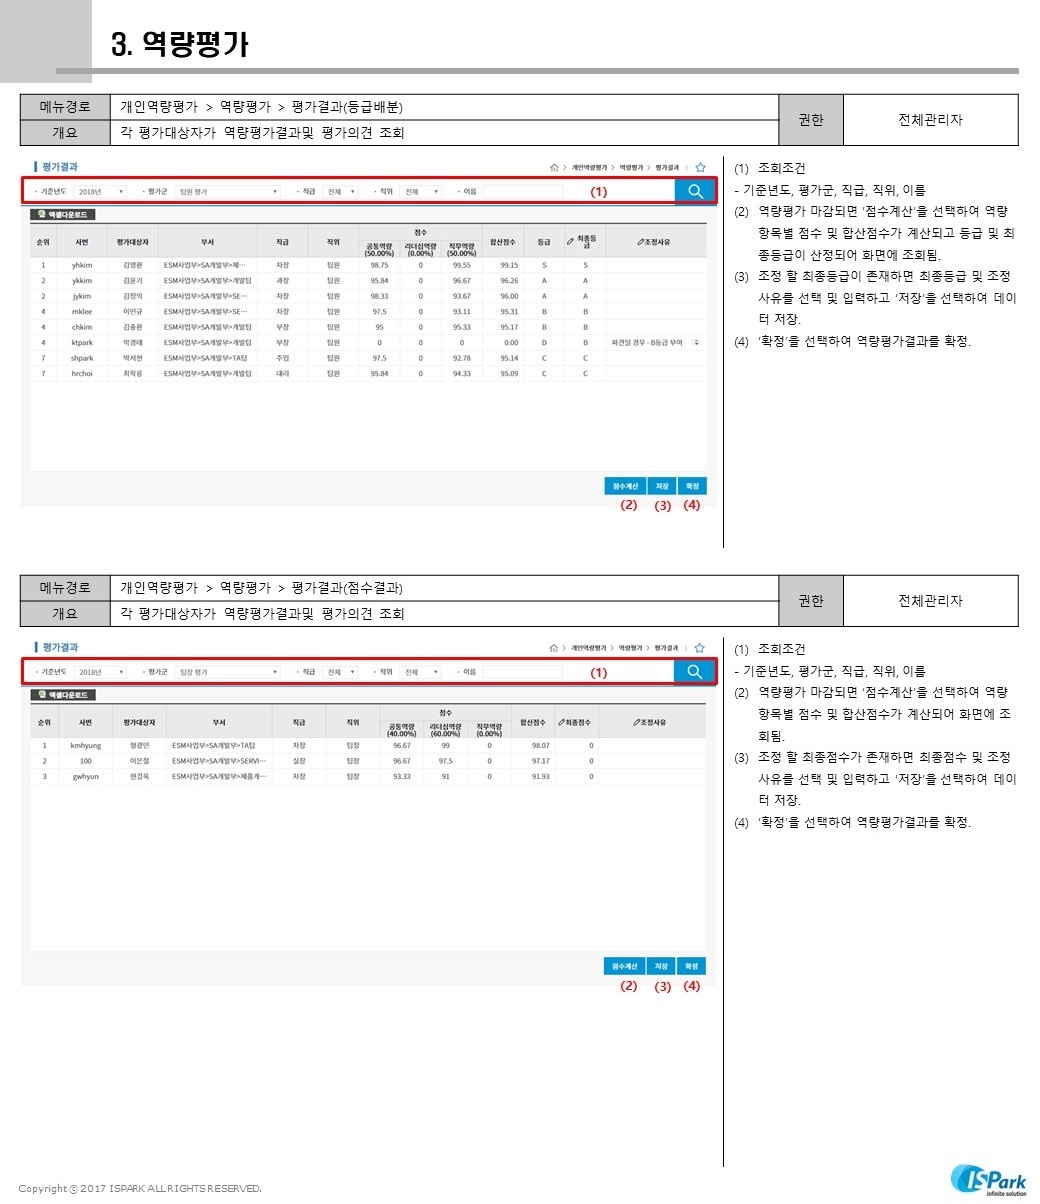 3. 역량평가
메뉴경로 개인역량평가 > 역량평가 > 평가결과(등급배분) 권한 전체관리자
개요 각 평가대상자가 역량평가결과및 평가의견 조회
평가결과 > 개인역량평가 > 역량평가 > 평가결과
기준년도 2018년 평가군 팀원 평가 직급 전체 직위 전체 이름 (1)
엑셀다운로드
순위 사번 평가대상자 부서 직급 직위 점수 합산점수 등급 최종등급 조정사유
공동역량 (50.00%) 리더십역량 (0.00%) 직무역량 (50.00%)
1 yhkim 김영환 ESM사업부>SA개발부>제··· 차장 팀원 98.75 0 99.55 99.15 S S
2 ykkim 김윤기 ESM사업부>SA개발부>개발팀 과장 팀원 95.84 0 96.67 96.26 A A
2 jykim 김정의 ESM사업부>SA개발부>SE··· 차장 팀원 98.33 0 93.67 96.00 A A
4 mklee 이민규 ESM사업부>SA개발부>SE··· 차장 팀원 97.5 0 93.11 95.31 B B
4 chkim 김충환 ESM사업부>SA개발부>개발팀 부장 팀원 95 0 95.33 95.17 B B
4 ktpark 박경태 ESM사업부>SA개발부>개발팀 부장 팀원 0 0 0 0.00 D B 파견일 경우 - B등급 부여
7 shpark 박서현 ESM사업부>SA개발부>TA팀 주임 팀원 97.5 0 92.78 95.14 C C
7 hrchoi 최학용 ESM사업부>SA개발부>개발팀 대리 팀원 95.84 0 94.33 95.09 C C
점수계산 저장 확정
(2) (3) (4)
(1) 조회조건
- 기준년도, 평가군, 직급, 직위, 이름
(2) 역량평가 마감되면 '점수계산'을 선택하여 역량
항목별 점수 및 합산점수가 계산되고 등급 및 최
종등급이 산정되어 화면에 조회됨.
(3) 조정 할 최종등급이 존재하면 최종등급 및 조정
사유를 선택 및 입력하고 '저장'을 선택하여 데이
터 저장.
(4) '확정'을 선택하여 역량평가결과를 확정.
메뉴경로 개인역량평가 > 역량평가 > 평가결과(점수결과) 권한 전체관리자
개요 각 평가대상자가 역량평가결과및 평가의견 조회
평가결과 > 개인역량평가 > 역량평가 > 평가결과
기준년도 2018년 평가군 팀장 평가 직급 전체 직위 전체 이름 (1)
엑셀다운로드
순위 사번 평가대상자 부서 직급 직위 점수 합산점수 최종점수 조정사유
공동역량 (40.00%) 리더십역량 (60.00%) 직무역량 (0.00%)
1 kmhyung 형광민 ESM사업부>SA개발부>TA팀 차장 팀장 96.67 99 0 98.07 0
2 100 이은철 ESM사업부>SA개발부>SERVI··· 실장 팀장 96.67 97.5 0 97.17 0
3 gwhyun 현걸욱 ESM사업부>SA개발부>제품개··· 차장 팀장 93.33 91 0 91.93 0
점수계산 저장 확정
(2) (3) (4)
(1) 조회조건
- 기준년도, 평가군, 직급, 직위, 이름
(2) 역량평가 마감되면 '점수계산'을 선택하여 역량
항목별 점수 및 합산점수가 계산되어 화면에 조
회됨.
(3) 조정 할 최종점수가 존재하면 최종점수 및 조정
사유를 선택 및 입력하고 '저장'을 선택하여 데이
터 저장.
(4) '확정'을 선택하여 역량평가결과를 확정.
Copyright ⓒ 2017 ISPARK ALL RIGHTS RESERVED.
ISPark
infinite solution